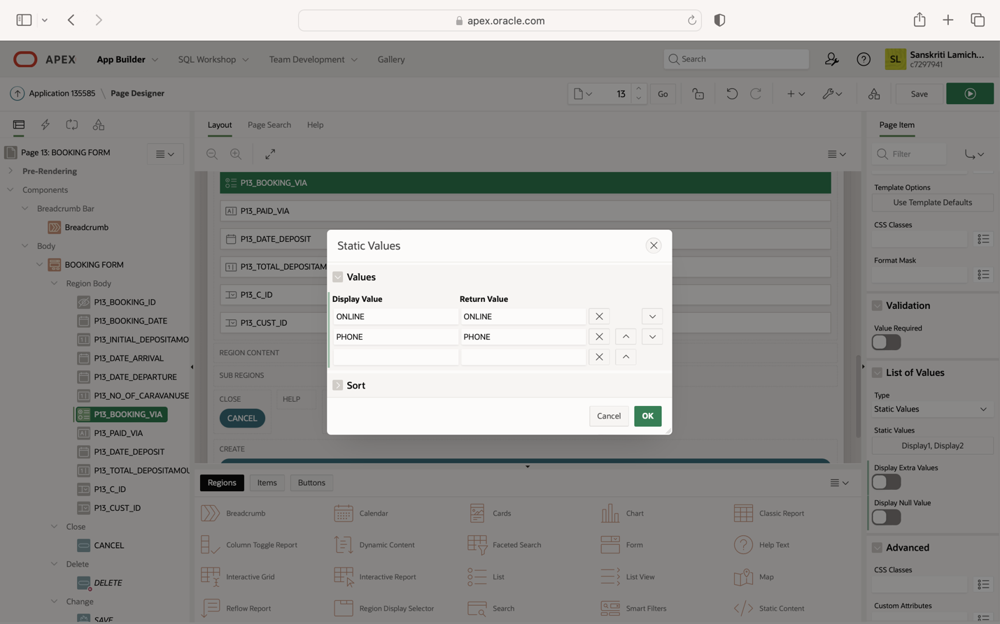 apex.oracle.com
APEX
App Builder
SQL Workshop
Team Development
Gallery
Search
SL
Sanskriti Lamich...
c7297941
Application 135585 \ Page Designer
13
Go
Save
Layout
Page Search
Help
Page Item
Page 13: BOOKING FORM
Pre-Rendering
Components
Breadcrumb Bar
Breadcrumb
Body
BOOKING FORM
Region Body
P13_BOOKING_ID
P13_BOOKING_DATE
P13_INITIAL_DEPOSITAMO
P13_DATE_ARRIVAL
P13_DATE_DEPARTURE
P13_NO_OF_CARAVANUSE
P13_BOOKING_VIA
P13_PAID_VIA
P13_DATE_DEPOSIT
P13_TOTAL_DEPOSITAMOU
P13_C_ID
P13_CUST_ID
Close
CANCEL
Delete
DELETE
Change
SAVE
P13_BOOKING_VIA
P13_PAID_VIA
P13_DATE_DEPOSIT
P13_TOTAL_DEPOSITAM
P13_C_ID
P13_CUST_ID
REGION CONTENT
SUB REGIONS
CLOSE
HELP
CANCEL
CREATE
Static Values
Values
Display Value
Return Value
ONLINE
ONLINE
PHONE
PHONE
Sort
Cancel
OK
Regions
Items
Buttons
Breadcrumb
Calendar
Cards
Chart
Classic Report
Column Toggle Report
Dynamic Content
Faceted Search
Form
Help Text
Interactive Grid
Interactive Report
List
List View
Map
Reflow Report
Region Display Selector
Search
Smart Filters
Static Content
Filter
Template Options
Use Template Defaults
CSS Classes
Format Mask
Validation
Value Required
List of Values
Type
Static Values
Static Values
Display1, Display2
Display Extra Values
Display Null Value
Advanced
CSS Classes
Custom Attributes